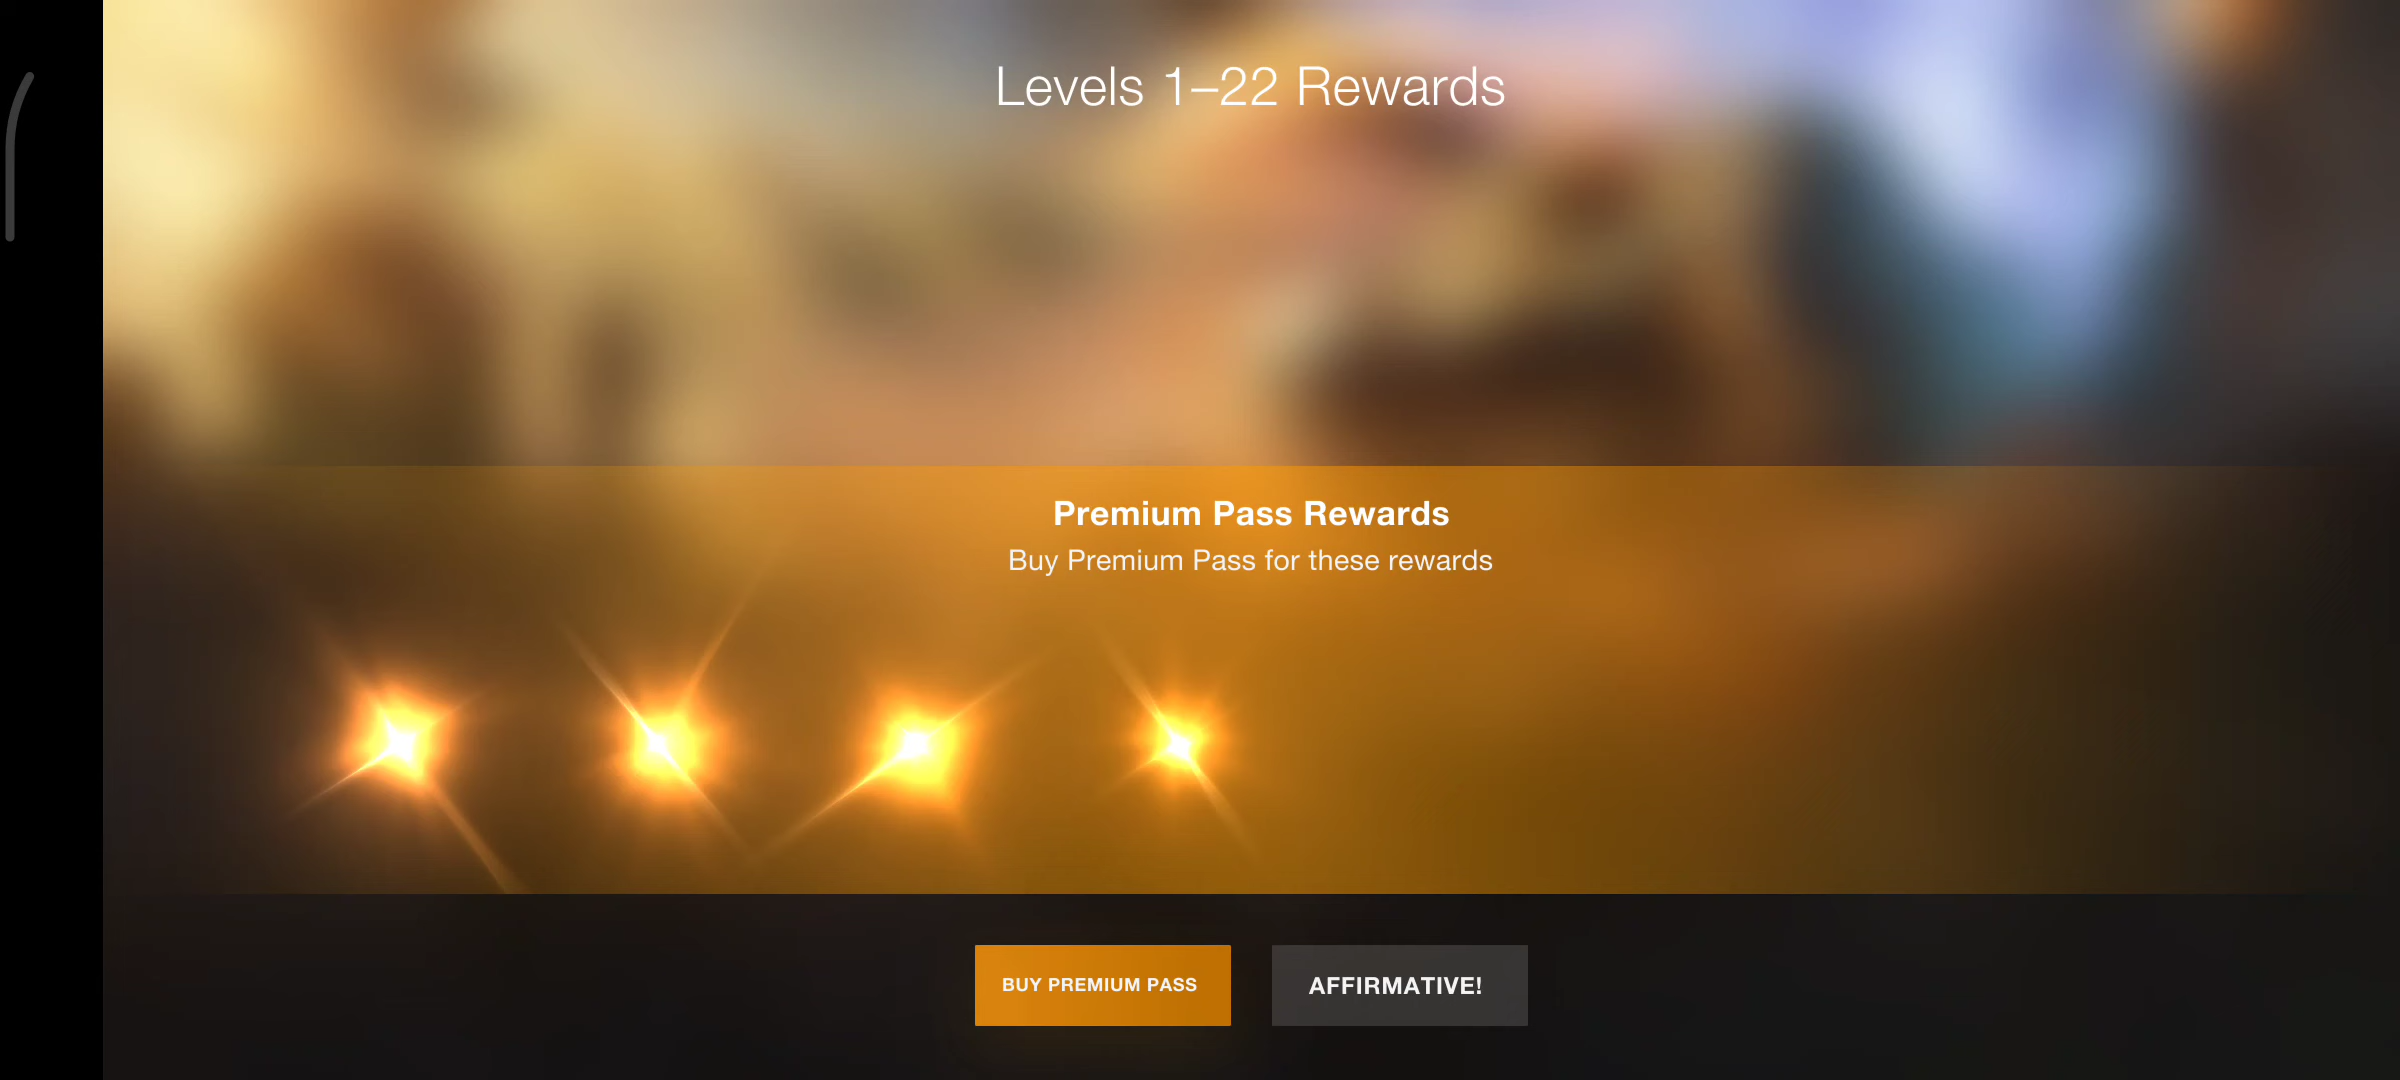 Levels 1–22 Rewards
Premium Pass Rewards
Buy Premium Pass for these rewards
BUY PREMIUM PASS
AFFIRMATIVE!